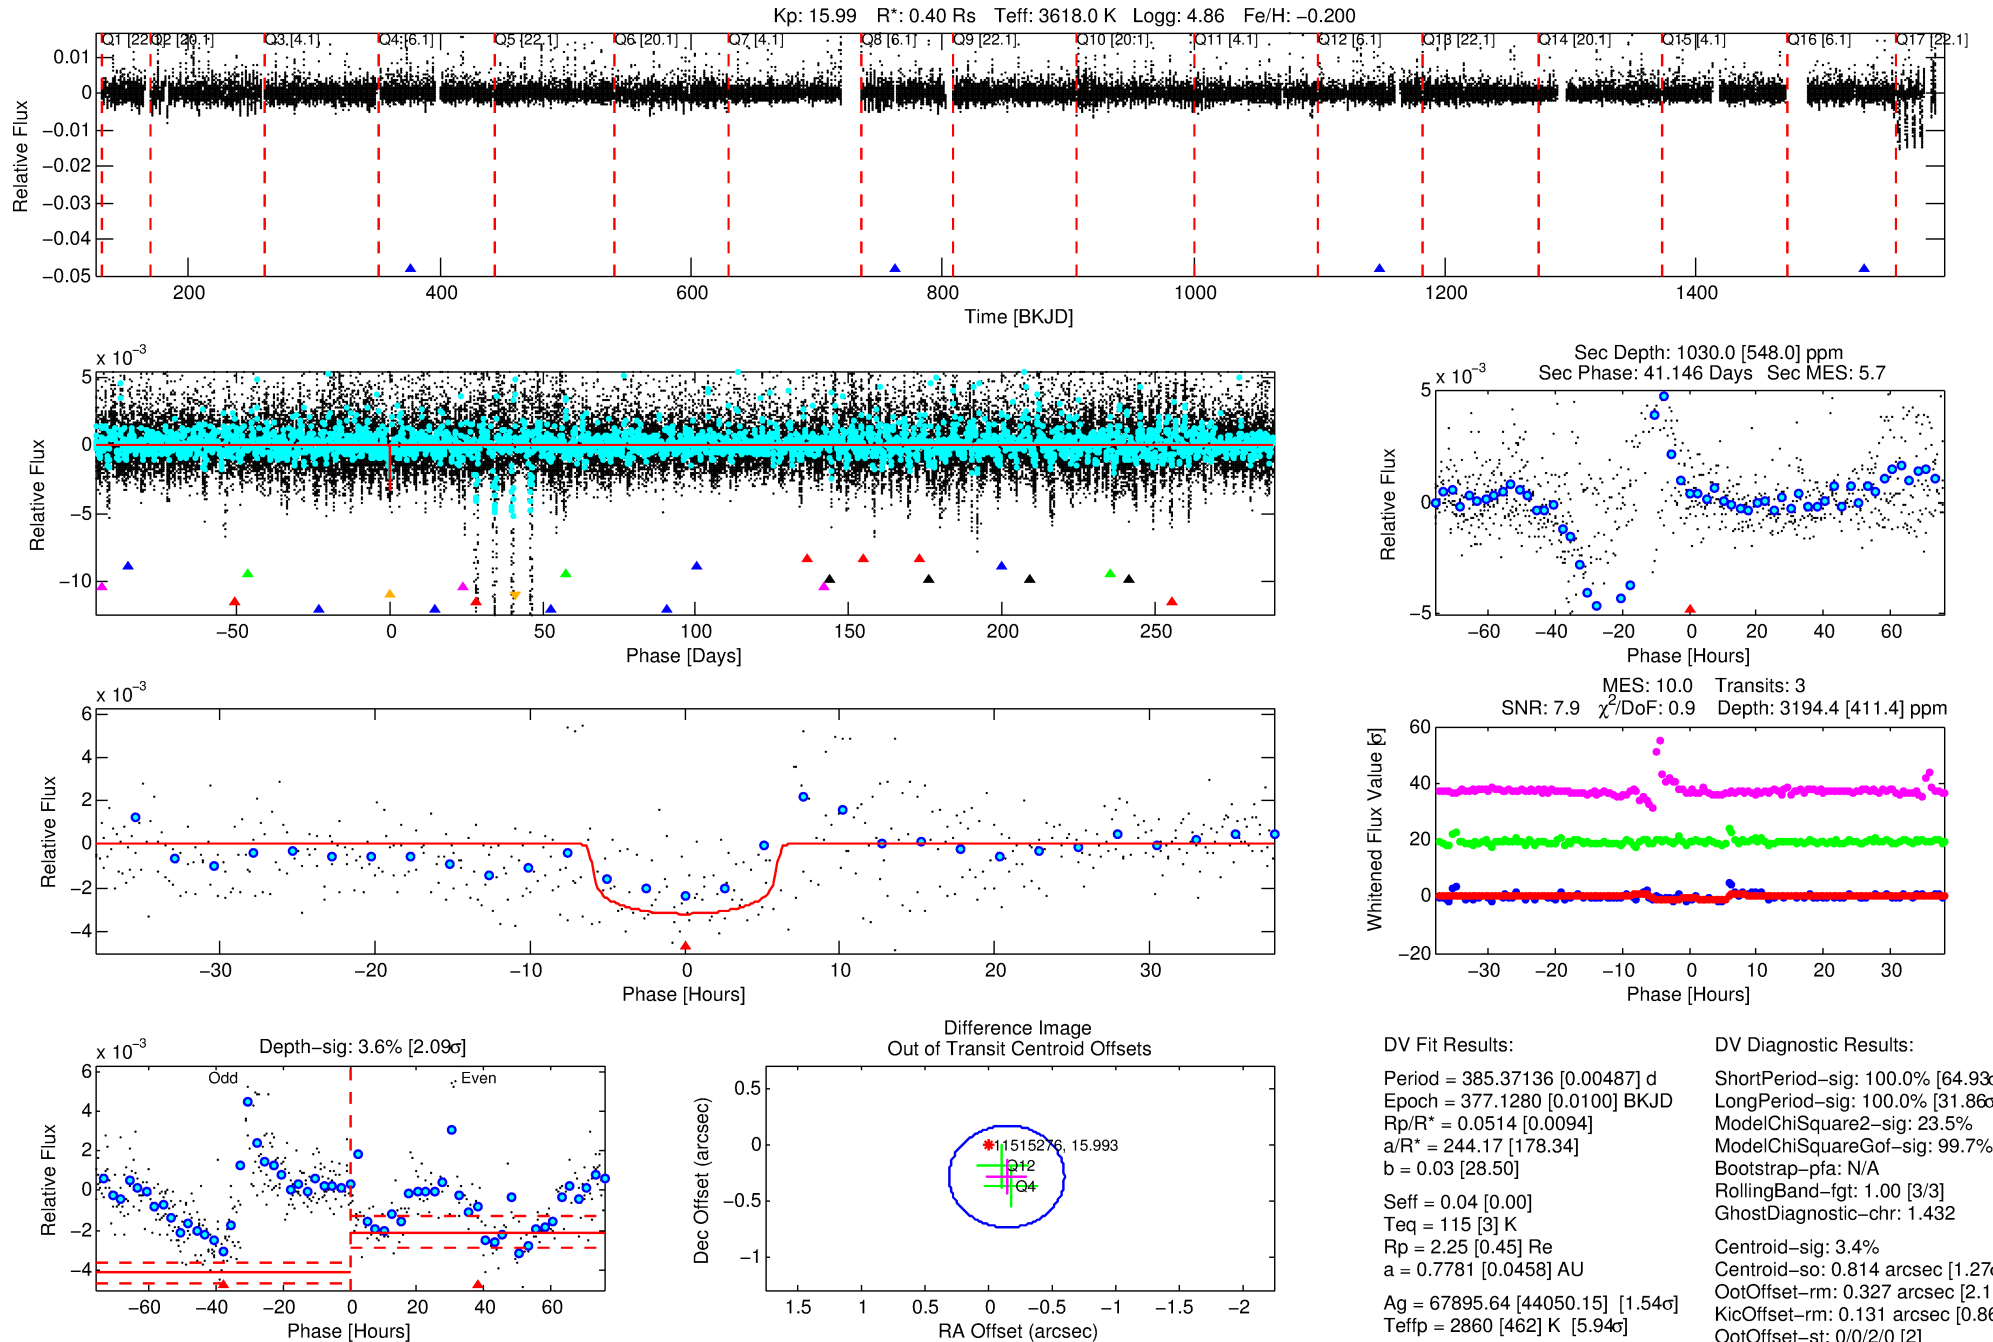 Kp: 15.99 R*: 0.40 Rs Teff: 3618.0 K Logg: 4.86 Fe/H: −0.200
Q3 [4.1] Q4 [6.1] Q5 [22.1] Q6 [20.1] Q7 [4.1] Q8 [6.1] Q9 [22.1] Q10 [20.1] Q11 [4.1] Q12 [6.1] Q13 [22.1] Q14 [20.1] Q15 [4.1] Q16 [6.1] Q17 [22.1]
0.01
0
−0.01
−0.02
−0.03
−0.04
−0.05
Relative Flux
200 400 600 800 1000 1200 1400
Time [BKJD]
x 10−3
5
0
−5
−10
Relative Flux
−50 0 50 100 150 200 250
Phase [Days]
Sec Depth: 1030.0 [548.0] ppm
Sec Phase: 41.146 Days Sec MES: 5.7
x 10−3
5
0
−5
Relative Flux
−60 −40 −20 0 20 40 60
Phase [Hours]
x 10−3
6
4
2
0
−2
−4
Relative Flux
−30 −20 −10 0 10 20 30
Phase [Hours]
MES: 10.0 Transits: 3
SNR: 7.9 χ2/DoF: 0.9 Depth: 3194.4 [411.4] ppm
60
40
20
0
−20
Whitened Flux Value [σ]
−30 −20 −10 0 10 20 30
Phase [Hours]
Depth−sig: 3.6% [2.09σ]
x 10−3
Odd Even
6
4
2
0
−2
−4
Relative Flux
−60 −40 −20 0 20 40 60
Phase [Hours]
Difference Image
Out of Transit Centroid Offsets
0.5
0
−0.5
−1
Dec Offset (arcsec)
11515276, 15.993
Q12
Q4
1.5 1 0.5 0 −0.5 −1 −1.5 −2
RA Offset (arcsec)
DV Fit Results:
Period = 385.37136 [0.00487] d
Epoch = 377.1280 [0.0100] BKJD
Rp/R* = 0.0514 [0.0094]
a/R* = 244.17 [178.34]
b = 0.03 [28.50]
Seff = 0.04 [0.00]
Teq = 115 [3] K
Rp = 2.25 [0.45] Re
a = 0.7781 [0.0458] AU
Ag = 67895.64 [44050.15] [1.54σ]
Teffp = 2860 [462] K [5.94σ]
DV Diagnostic Results:
ShortPeriod−sig: 100.0% [64.93σ
LongPeriod−sig: 100.0% [31.86σ
ModelChiSquare2−sig: 23.5%
ModelChiSquareGof−sig: 99.7%
Bootstrap−pfa: N/A
RollingBand−fgt: 1.00 [3/3]
GhostDiagnostic−chr: 1.432
Centroid−sig: 3.4%
Centroid−so: 0.814 arcsec [1.27σ
OotOffset−rm: 0.327 arcsec [2.1
KicOffset−rm: 0.131 arcsec [0.86
OotOffset−st: 0/0/2/0 [2]